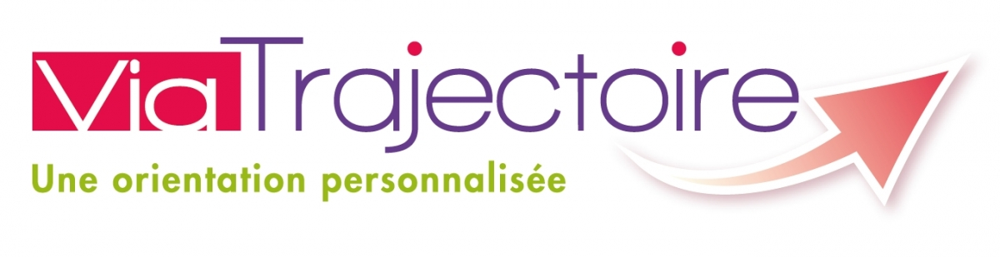 ViaTrajectoire
Une orientation personnalisée